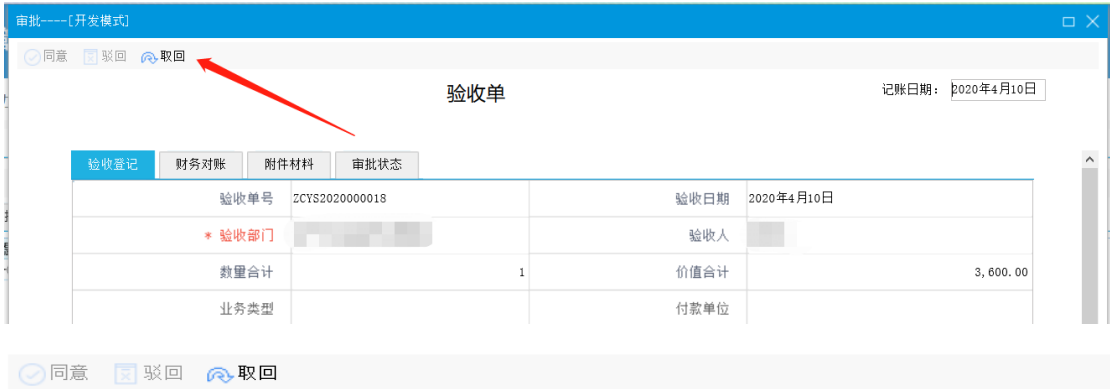 审批----[开发模式]
同意 驳回 取回
验收单
记账日期： 2020年4月10日
验收登记 财务对账 附件材料 审批状态
验收单号 ZCYS2020000018 验收日期 2020年4月10日
* 验收部门 验收人
数量合计 1 价值合计 3,600.00
业务类型 付款单位
同意 驳回 取回